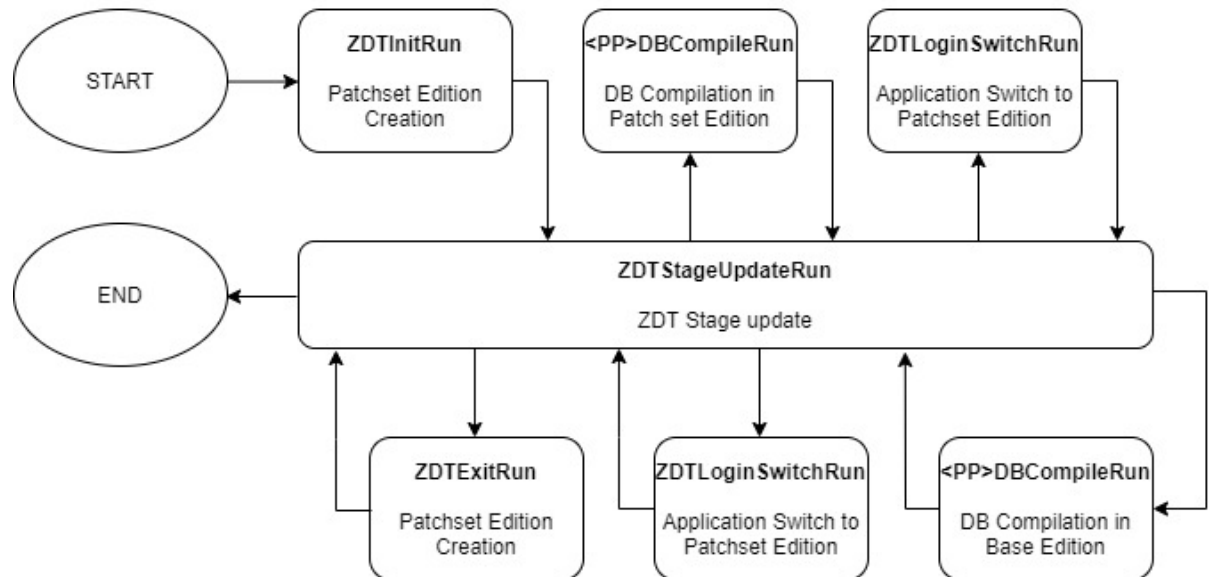 START
ZDTInitRun
Patchset Edition
Creation
<PP>DBCompileRun
DB Compilation in
Patch set Edition
ZDTLoginSwitchRun
Application Switch to
Patchset Edition
END
ZDTStageUpdateRun
ZDT Stage update
ZDTExitRun
Patchset Edition
Creation
ZDTLoginSwitchRun
Application Switch to
Patchset Edition
<PP>DBCompileRun
DB Compilation in
Base Edition